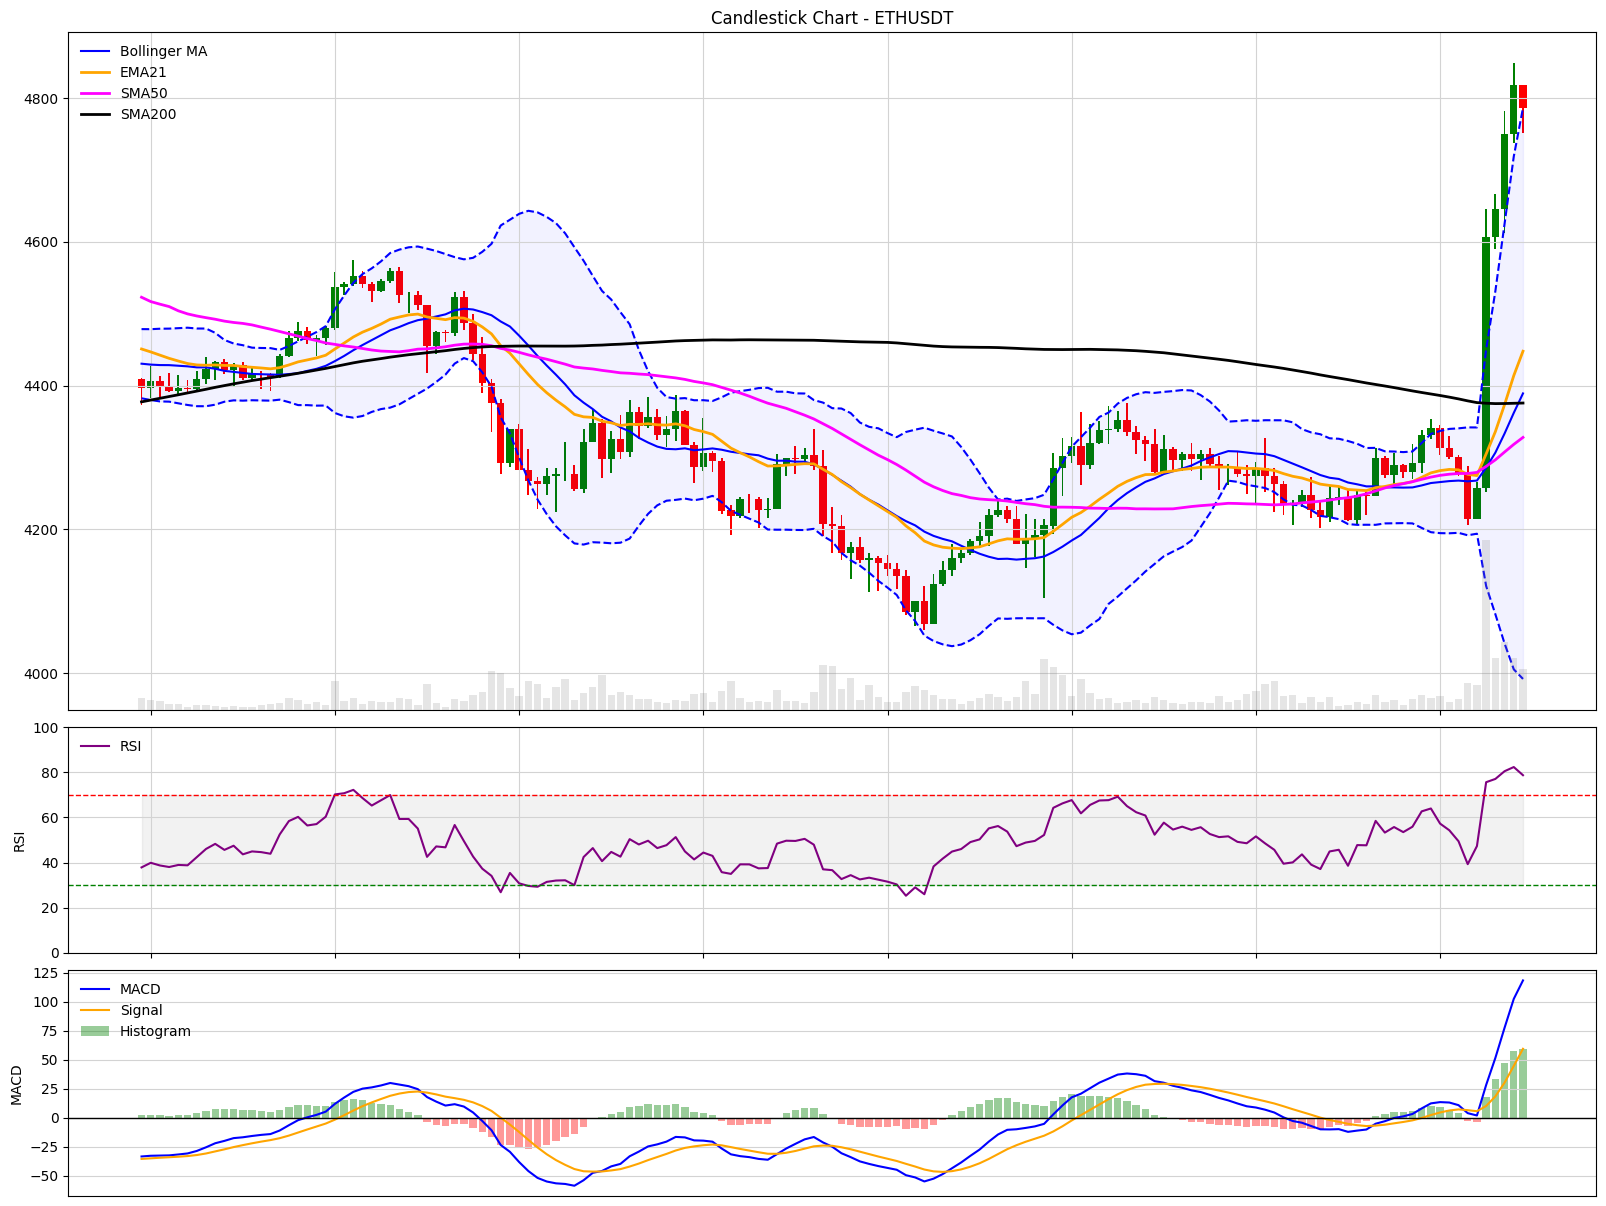 Candlestick Chart - ETHUSDT
Bollinger MA
EMA21
SMA50
SMA200
4800
4600
4400
4200
4000
100
RSI
80
60
RSI
40
20
0
125
MACD
100
Signal
75
Histogram
50
MACD
25
0
−25
−50